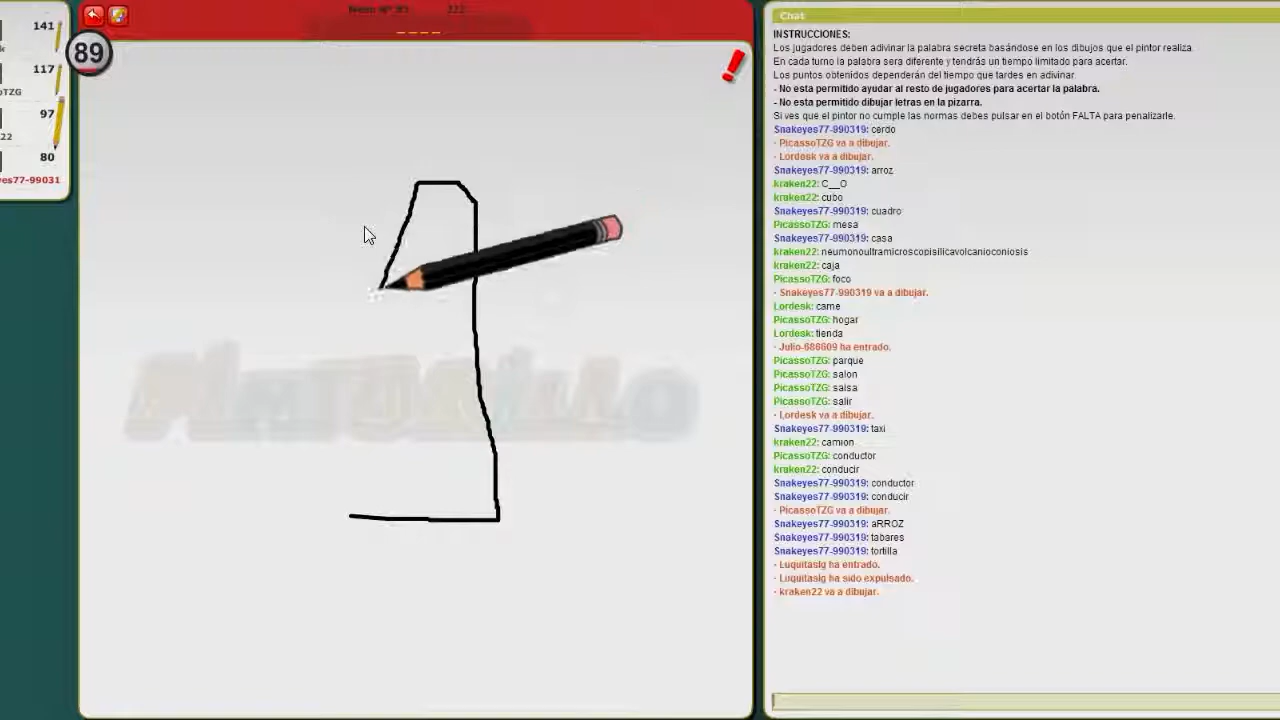 141
k
117
oTZG
97
22
80
yes77-99031
89
Mesa Nº 85
222
_ _ _ _
Chat
INSTRUCCIONES:
Los jugadores deben adivinar la palabra secreta basándose en los dibujos que el pintor realiza.
En cada turno la palabra sera diferente y tendrás un tiempo limitado para acertar.
Los puntos obtenidos dependerán del tiempo que tardes en adivinar.
- No esta permitido ayudar al resto de jugadores para acertar la palabra.
- No esta permitido dibujar letras en la pizarra.
Si ves que el pintor no cumple las normas debes pulsar en el botón FALTA para penalizarle.
Snakeyes77-990319: cerdo
· PicassoTZG va a dibujar.
· Lordesk va a dibujar.
Snakeyes77-990319: arroz
kraken22: C__O
kraken22: cubo
Snakeyes77-990319: cuadro
PicassoTZG: mesa
Snakeyes77-990319: casa
kraken22: neumonoultramicroscopisilicavolcanioconiosis
kraken22: caja
PicassoTZG: foco
· Snakeyes77-990319 va a dibujar.
Lordesk: carne
PicassoTZG: hogar
Lordesk: tienda
· Julio-686609 ha entrado.
PicassoTZG: parque
PicassoTZG: salon
PicassoTZG: salsa
PicassoTZG: salir
· Lordesk va a dibujar.
Snakeyes77-990319: taxi
kraken22: camion
PicassoTZG: conductor
kraken22: conducir
Snakeyes77-990319: conductor
Snakeyes77-990319: conducir
· PicassoTZG va a dibujar.
Snakeyes77-990319: aRROZ
Snakeyes77-990319: tabares
Snakeyes77-990319: tortilla
· Luquitaslg ha entrado.
· Luquitaslg ha sido expulsado.
· kraken22 va a dibujar.